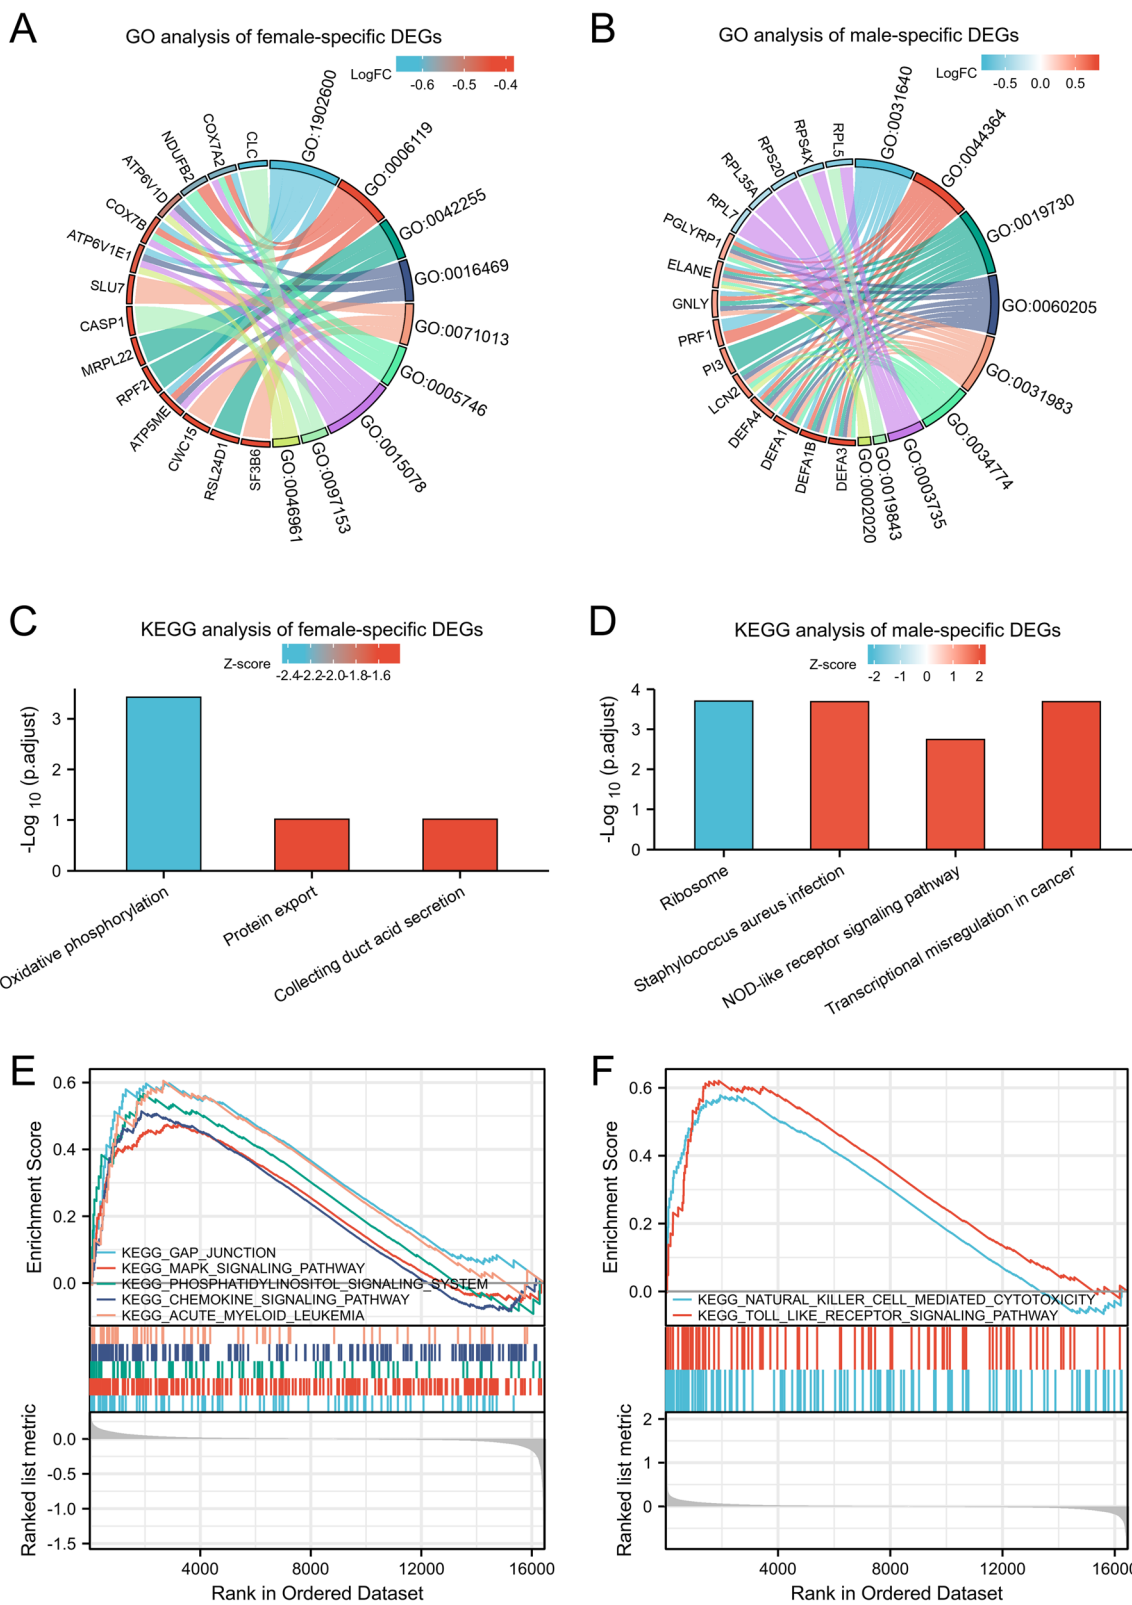 A
GO analysis of female-specific DEGs
LogFC
-0.6 -0.5 -0.4
CLC
COX7A2
NDUFB2
ATP6V1D
COX7B
ATP6V1E1
SLU7
CASP1
MRPL22
RPF2
ATP5ME
CWC15
RSL24D1
SF3B6
GO:1902600
GO:0006119
GO:0042255
GO:0016469
GO:0071013
GO:0005746
GO:0015078
GO:0097153
GO:0046961
B
GO analysis of male-specific DEGs
LogFC
-0.5 0.0 0.5
RPL5
RPS4X
RPS20
RPL35A
RPL7
PGLYRP1
ELANE
GNLY
PRF1
PI3
LCN2
DEFA4
DEFA1
DEFA1B
DEFA3
GO:0031640
GO:0044364
GO:0019730
GO:0060205
GO:0031983
GO:0034774
GO:0003735
GO:0019843
GO:0002020
C
KEGG analysis of female-specific DEGs
Z-score
-2.4-2.2-2.0-1.8-1.6
-Log 10 (p.adjust)
3
2
1
0
Oxidative phosphorylation
Protein export
Collecting duct acid secretion
D
KEGG analysis of male-specific DEGs
Z-score
-2 -1 0 1 2
-Log 10 (p.adjust)
4
3
2
1
0
Ribosome
Staphylococcus aureus infection
NOD-like receptor signaling pathway
Transcriptional misregulation in cancer
E
Enrichment Score
0.6
0.4
0.2
0.0
KEGG_GAP_JUNCTION
KEGG_MAPK_SIGNALING_PATHWAY
KEGG_PHOSPHATIDYLINOSITOL_SIGNALING_SYSTEM
KEGG_CHEMOKINE_SIGNALING_PATHWAY
KEGG_ACUTE_MYELOID_LEUKEMIA
Ranked list metric
0.0
-0.5
-1.0
-1.5
4000 8000 12000 16000
Rank in Ordered Dataset
F
Enrichment Score
0.6
0.4
0.2
0.0
KEGG_NATURAL_KILLER_CELL_MEDIATED_CYTOTOXICITY
KEGG_TOLL_LIKE_RECEPTOR_SIGNALING_PATHWAY
Ranked list metric
2
1
0
4000 8000 12000
Rank in Ordered Dataset